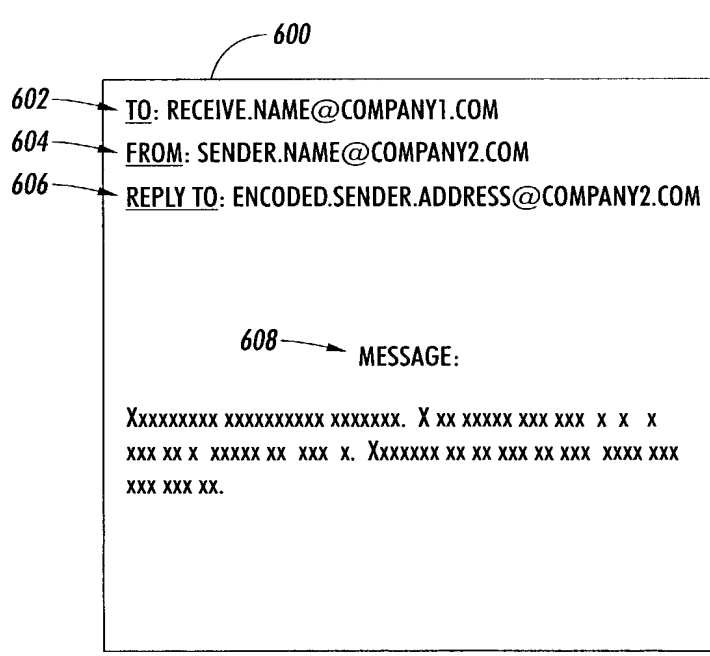 600
602 TO: RECEIVE.NAME@COMPANY1.COM
604 FROM: SENDER.NAME@COMPANY2.COM
606 REPLY TO: ENCODED.SENDER.ADDRESS@COMPANY2.COM
608 MESSAGE:
Xxxxxxxxx xxxxxxxxxx xxxxxxx. X xx xxxxx xxx xxx x x x
xxx xx x xxxxx xx xxx x. Xxxxxxx xx xx xxx xx xxx xxxx xxx
xxx xxx xx.